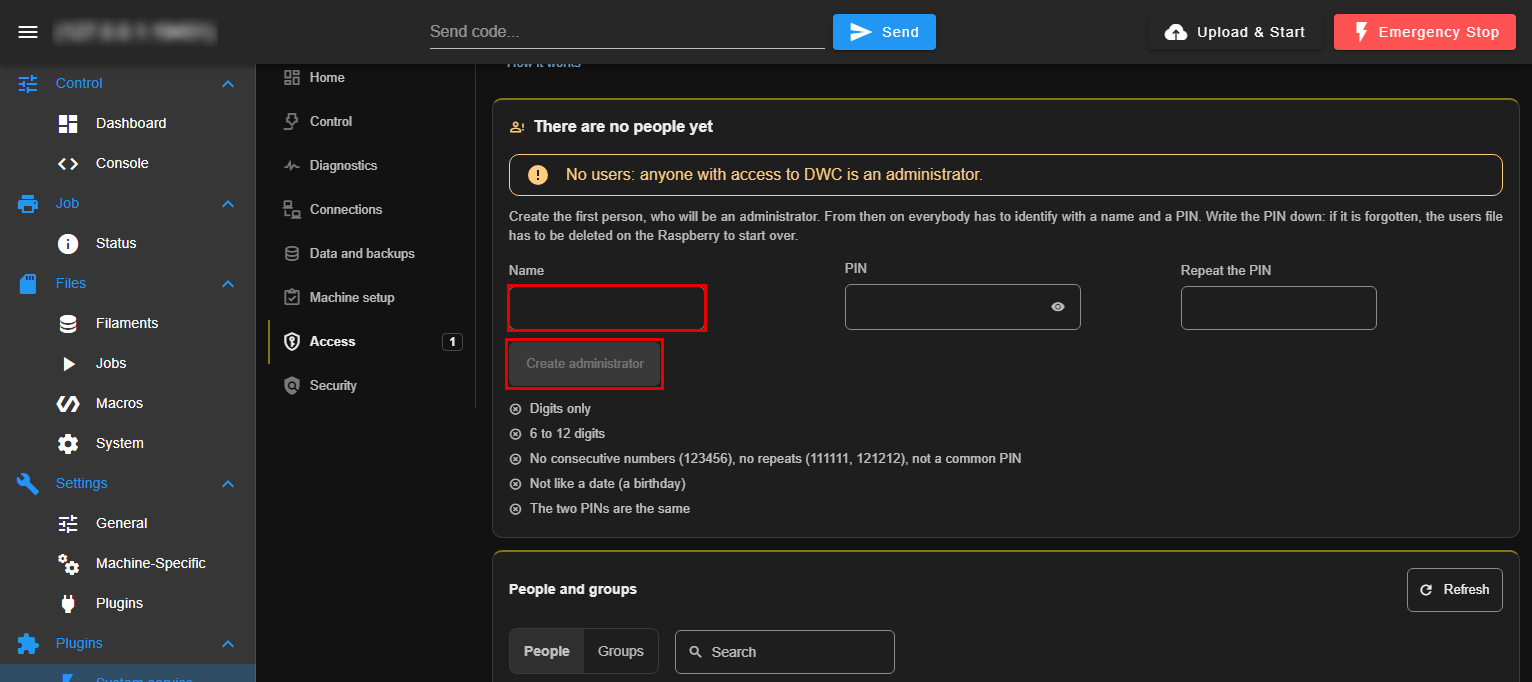 Send code...
Send
Upload & Start
Emergency Stop
Control
Dashboard
Console
Job
Status
Files
Filaments
Jobs
Macros
System
Settings
General
Machine-Specific
Plugins
Plugins
System service
Home
Control
Diagnostics
Connections
Data and backups
Machine setup
Access
1
Security
How it works
There are no people yet
No users: anyone with access to DWC is an administrator.
Create the first person, who will be an administrator. From then on everybody has to identify with a name and a PIN. Write the PIN down: if it is forgotten, the users file
has to be deleted on the Raspberry to start over.
Name
PIN
Repeat the PIN
Create administrator
Digits only
6 to 12 digits
No consecutive numbers (123456), no repeats (111111, 121212), not a common PIN
Not like a date (a birthday)
The two PINs are the same
People and groups
Refresh
People
Groups
Search